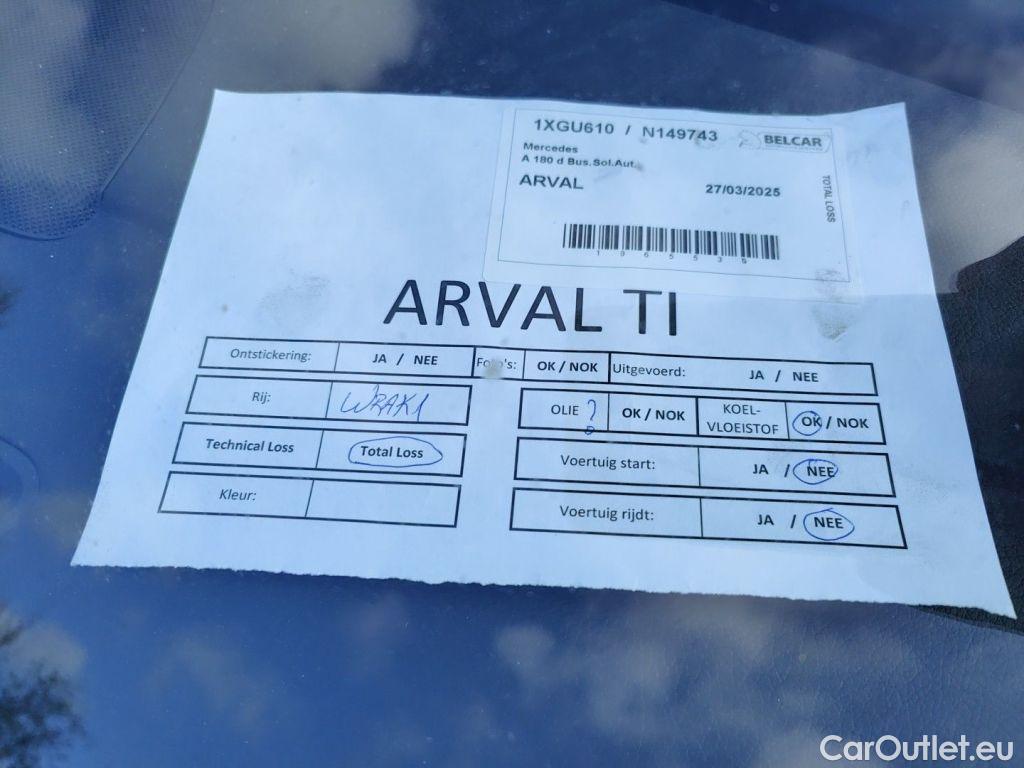 1XGU610 / N149743 BELCAR
Mercedes
A 180 d Bus.Sol.Aut.
ARVAL 27/03/2025
TOTAL LOSS
1965535
ARVAL TI
Ontstickering: JA / NEE Foto's: OK / NOK Uitgevoerd: JA / NEE
Rij: WRAK1
OLIE ? OK / NOK KOEL-VLOEISTOF OK / NOK
Technical Loss Total Loss
Voertuig start: JA / NEE
Kleur:
Voertuig rijdt: JA / NEE
CarOutlet.eu